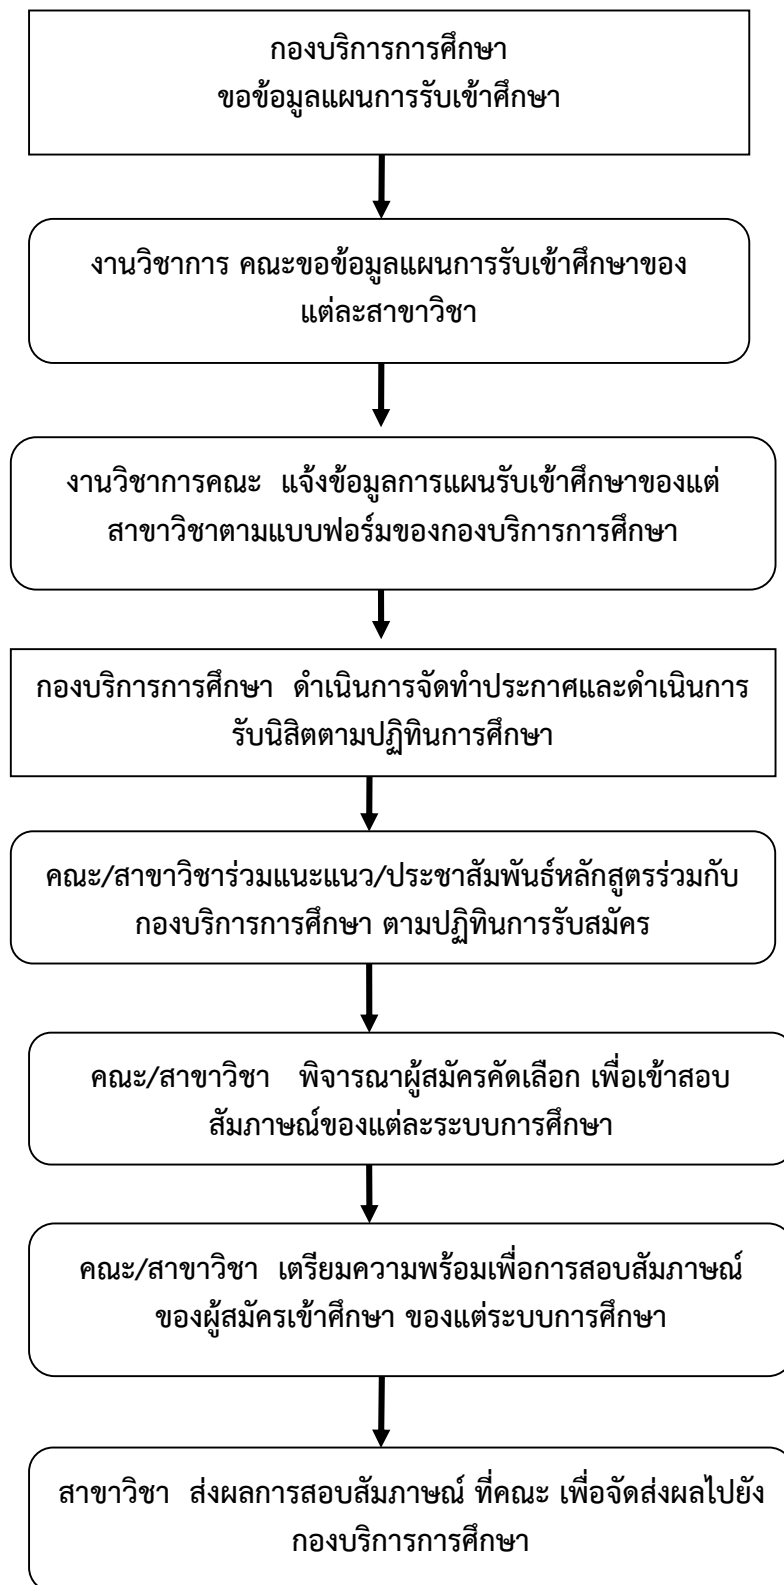 กองบริการการศึกษา
ขอข้อมูลแผนการรับเข้าศึกษา
งานวิชาการ คณะขอข้อมูลแผนการรับเข้าศึกษาของ
แต่ละสาขาวิชา
งานวิชาการคณะ แจ้งข้อมูลการแผนรับเข้าศึกษาของแต่
สาขาวิชาตามแบบฟอร์มของกองบริการการศึกษา
กองบริการการศึกษา ดำเนินการจัดทำประกาศและดำเนินการ
รับนิสิตตามปฏิทินการศึกษา
คณะ/สาขาวิชาร่วมแนะแนว/ประชาสัมพันธ์หลักสูตรร่วมกับ
กองบริการการศึกษา ตามปฏิทินการรับสมัคร
คณะ/สาขาวิชา พิจารณาผู้สมัครคัดเลือก เพื่อเข้าสอบ
สัมภาษณ์ของแต่ละระบบการศึกษา
คณะ/สาขาวิชา เตรียมความพร้อมเพื่อการสอบสัมภาษณ์
ของผู้สมัครเข้าศึกษา ของแต่ระบบการศึกษา
สาขาวิชา ส่งผลการสอบสัมภาษณ์ ที่คณะ เพื่อจัดส่งผลไปยัง
กองบริการการศึกษา